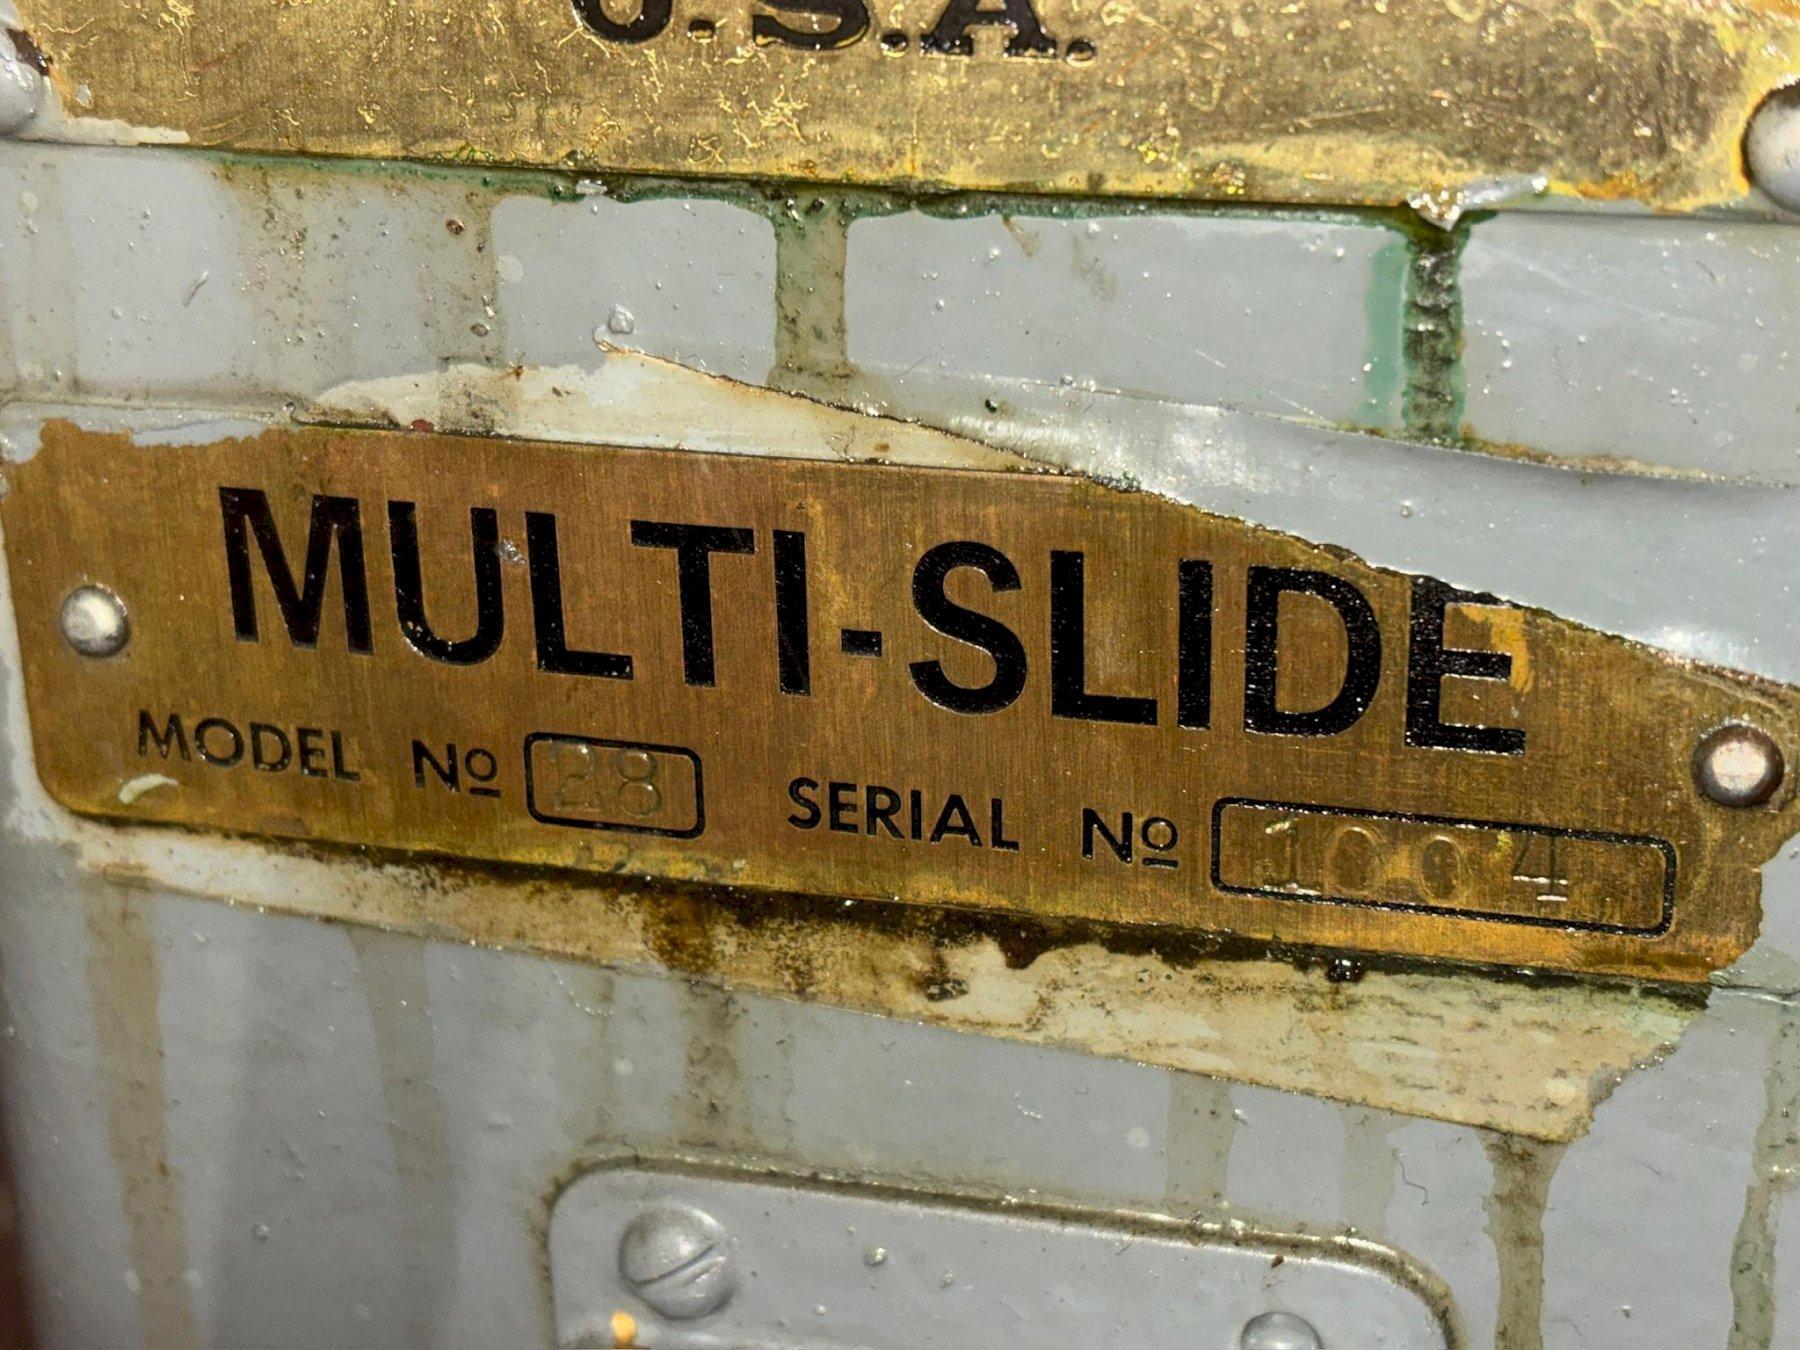 U.S.A.
MULTI-SLIDE
MODEL Nº 28 SERIAL Nº 1004